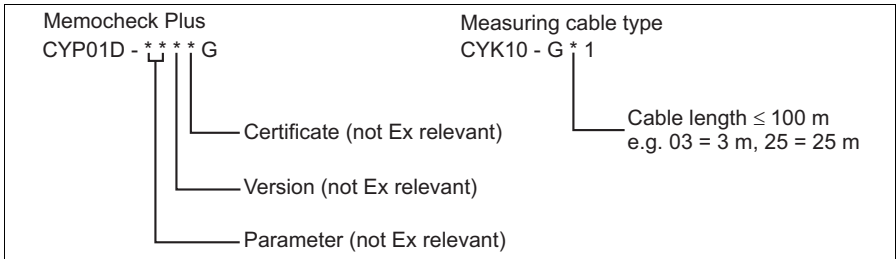 Memocheck Plus
CYP01D - * * * * G
Certificate (not Ex relevant)
Version (not Ex relevant)
Parameter (not Ex relevant)
Measuring cable type
CYK10 - G * 1
Cable length ≤ 100 m
e.g. 03 = 3 m, 25 = 25 m